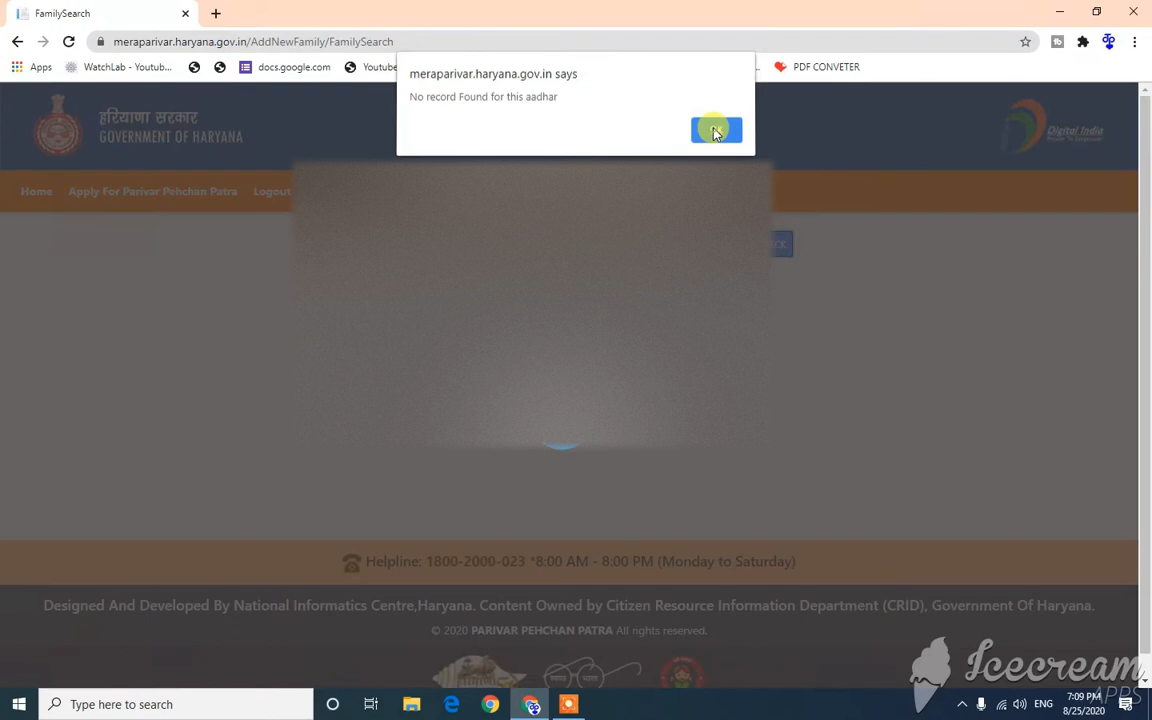 FamilySearch
meraparivar.haryana.gov.in/AddNewFamily/FamilySearch
Apps
WatchLab - Youtub...
docs.google.com
Youtube
PDF CONVETER
meraparivar.haryana.gov.in says
No record Found for this aadhar
हरियाणा सरकार
GOVERNMENT OF HARYANA
Digital India
Home
Apply For Parivar Pehchan Patra
Logout
Helpline: 1800-2000-023 *8:00 AM - 8:00 PM (Monday to Saturday)
Designed And Developed By National Informatics Centre,Haryana. Content Owned by Citizen Resource Information Department (CRID), Government Of Haryana.
© 2020 PARIVAR PEHCHAN PATRA All rights reserved.
Icecream
APPS
Type here to search
ENG
7:09 PM
8/25/2020